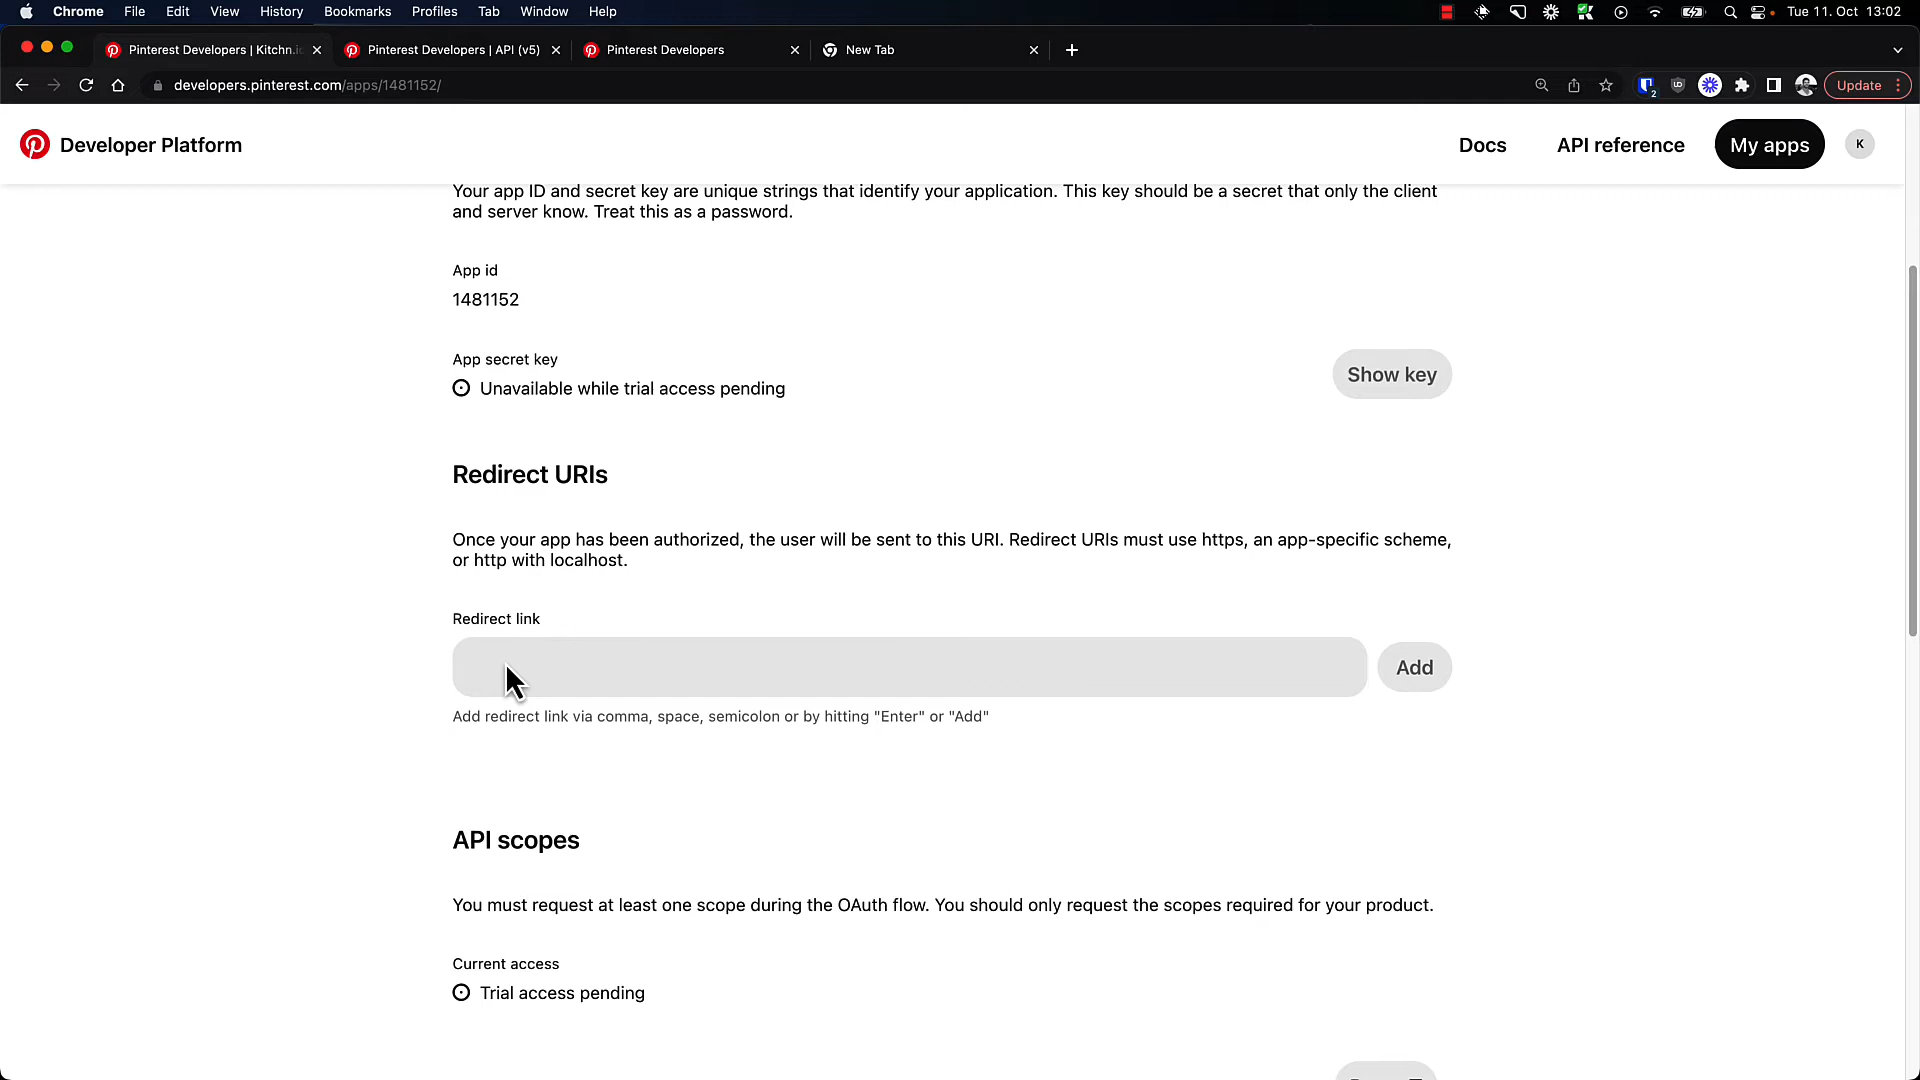 Chrome File Edit View History Bookmarks Profiles Tab Window Help Tue 11. Oct 13:02
Pinterest Developers | Kitchn.io Pinterest Developers | API (v5) Pinterest Developers New Tab
developers.pinterest.com/apps/1481152/ 2 Update
Developer Platform Docs API reference My apps K
Your app ID and secret key are unique strings that identify your application. This key should be a secret that only the client
and server know. Treat this as a password.
App id
1481152
App secret key
Unavailable while trial access pending
Show key
Redirect URIs
Once your app has been authorized, the user will be sent to this URI. Redirect URIs must use https, an app-specific scheme,
or http with localhost.
Redirect link
Add
Add redirect link via comma, space, semicolon or by hitting "Enter" or "Add"
API scopes
You must request at least one scope during the OAuth flow. You should only request the scopes required for your product.
Current access
Trial access pending